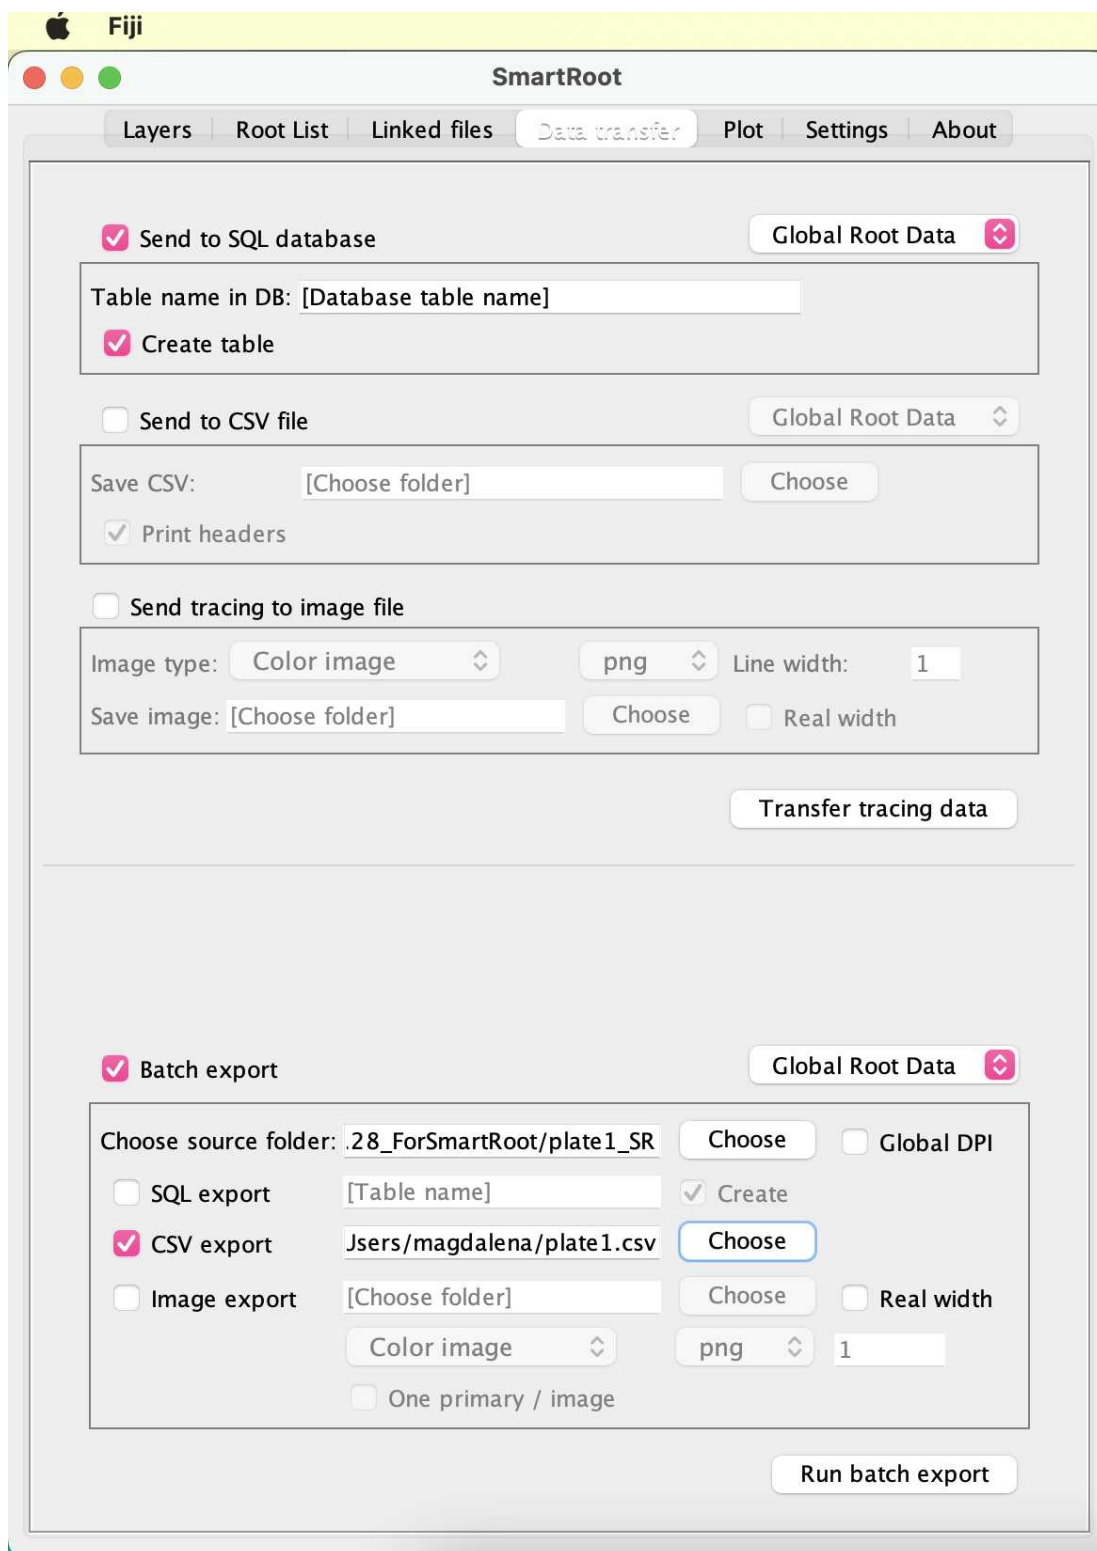 Fiji
SmartRoot
Layers Root List Linked files Data transfer Plot Settings About
Send to SQL database Global Root Data
Table name in DB: [Database table name]
Create table
Send to CSV file Global Root Data
Save CSV: [Choose folder] Choose
Print headers
Send tracing to image file
Image type: Color image png Line width: 1
Save image: [Choose folder] Choose Real width
Transfer tracing data
Batch export Global Root Data
Choose source folder: .28_ForSmartRoot/plate1_SR Choose Global DPI
SQL export [Table name] Create
CSV export Jsers/magdalena/plate1.csv Choose
Image export [Choose folder] Choose Real width
Color image png 1
One primary / image
Run batch export